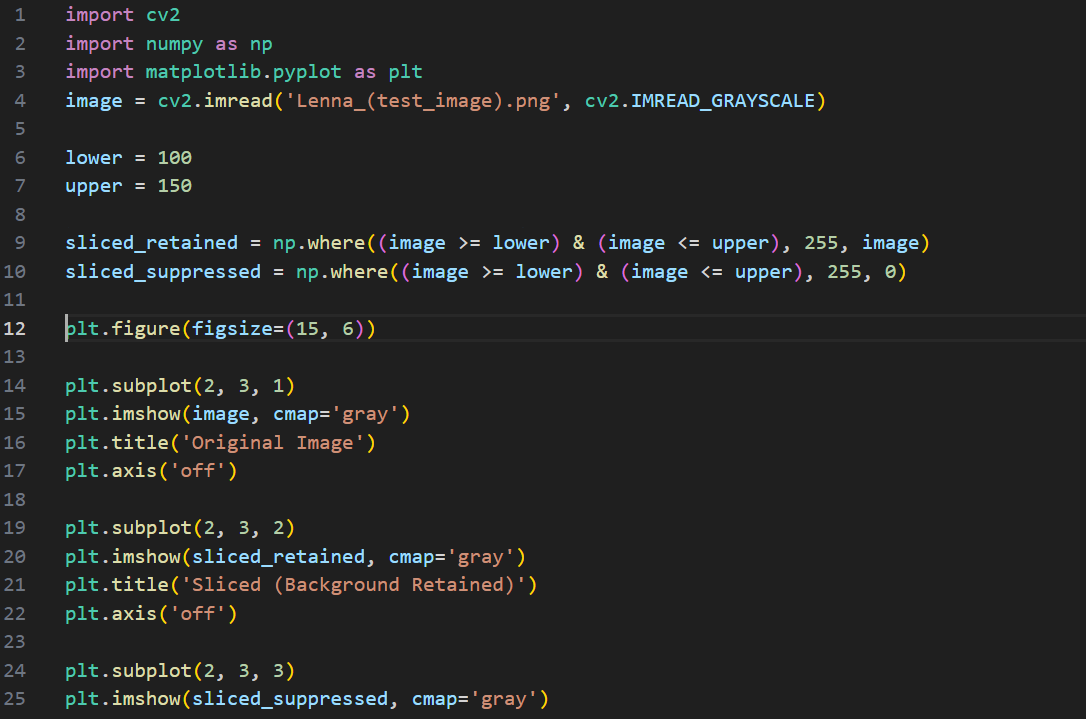 1 import cv2
2 import numpy as np
3 import matplotlib.pyplot as plt
4 image = cv2.imread('Lenna_(test_image).png', cv2.IMREAD_GRAYSCALE)
5
6 lower = 100
7 upper = 150
8
9 sliced_retained = np.where((image >= lower) & (image <= upper), 255, image)
10 sliced_suppressed = np.where((image >= lower) & (image <= upper), 255, 0)
11
12 plt.figure(figsize=(15, 6))
13
14 plt.subplot(2, 3, 1)
15 plt.imshow(image, cmap='gray')
16 plt.title('Original Image')
17 plt.axis('off')
18
19 plt.subplot(2, 3, 2)
20 plt.imshow(sliced_retained, cmap='gray')
21 plt.title('Sliced (Background Retained)')
22 plt.axis('off')
23
24 plt.subplot(2, 3, 3)
25 plt.imshow(sliced_suppressed, cmap='gray')